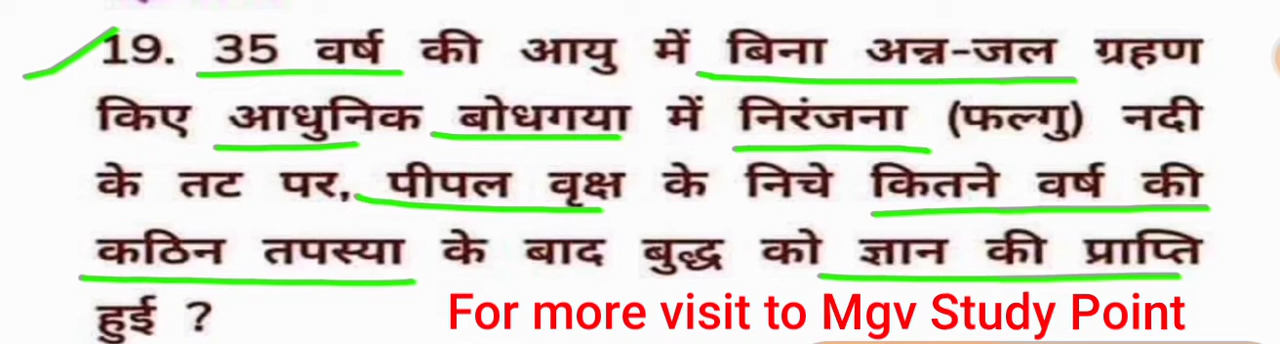 19. 35 वर्ष की आयु में बिना अन्न-जल ग्रहण
किए आधुनिक बोधगया में निरंजना (फल्गु) नदी
के तट पर, पीपल वृक्ष के निचे कितने वर्ष की
कठिन तपस्या के बाद बुद्ध को ज्ञान की प्राप्ति
हुई ?
For more visit to Mgv Study Point